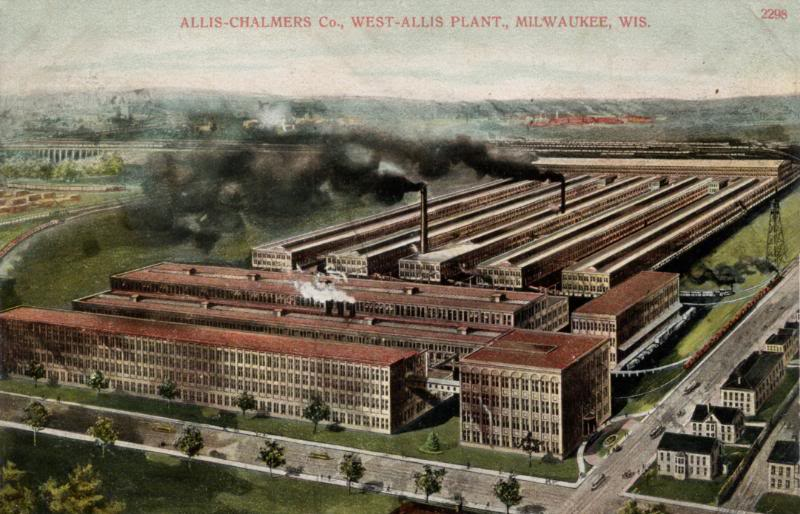 ALLIS-CHALMERS Co., WEST-ALLIS PLANT., MILWAUKEE, WIS.
2298